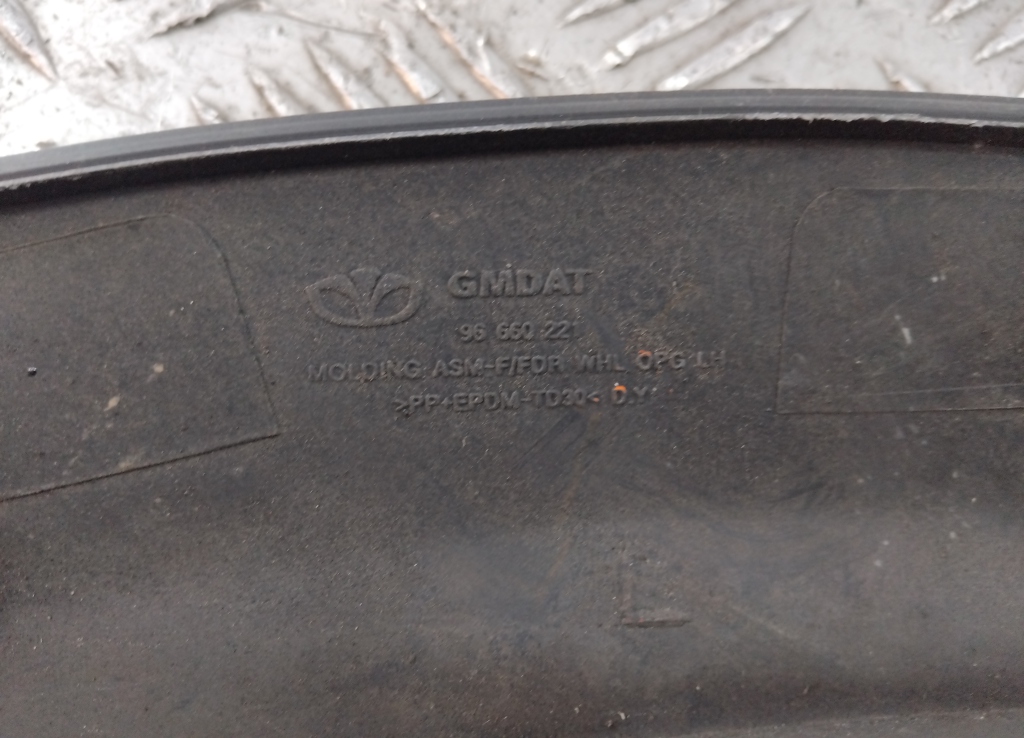 GMDAT
96 660 221
MOLDING ASM-F/FDR WHL OPG LH
>PP+EPDM-TD30< D.Y
L